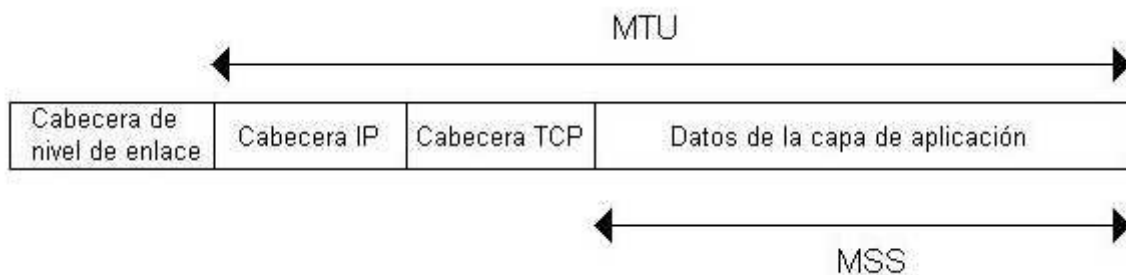 MTU
Cabecera de
nivel de enlace
Cabecera IP
Cabecera TCP
Datos de la capa de aplicación
MSS